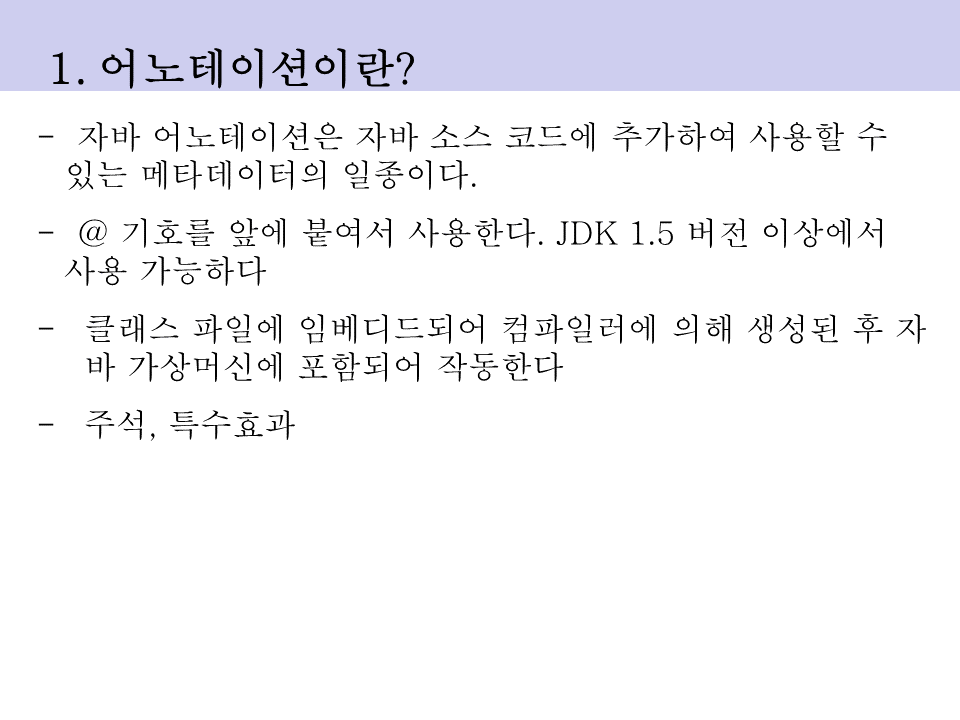 1. 어노테이션이란?
- 자바 어노테이션은 자바 소스 코드에 추가하여 사용할 수
있는 메타데이터의 일종이다.
- @ 기호를 앞에 붙여서 사용한다. JDK 1.5 버전 이상에서
사용 가능하다
- 클래스 파일에 임베디드되어 컴파일러에 의해 생성된 후 자
바 가상머신에 포함되어 작동한다
- 주석, 특수효과